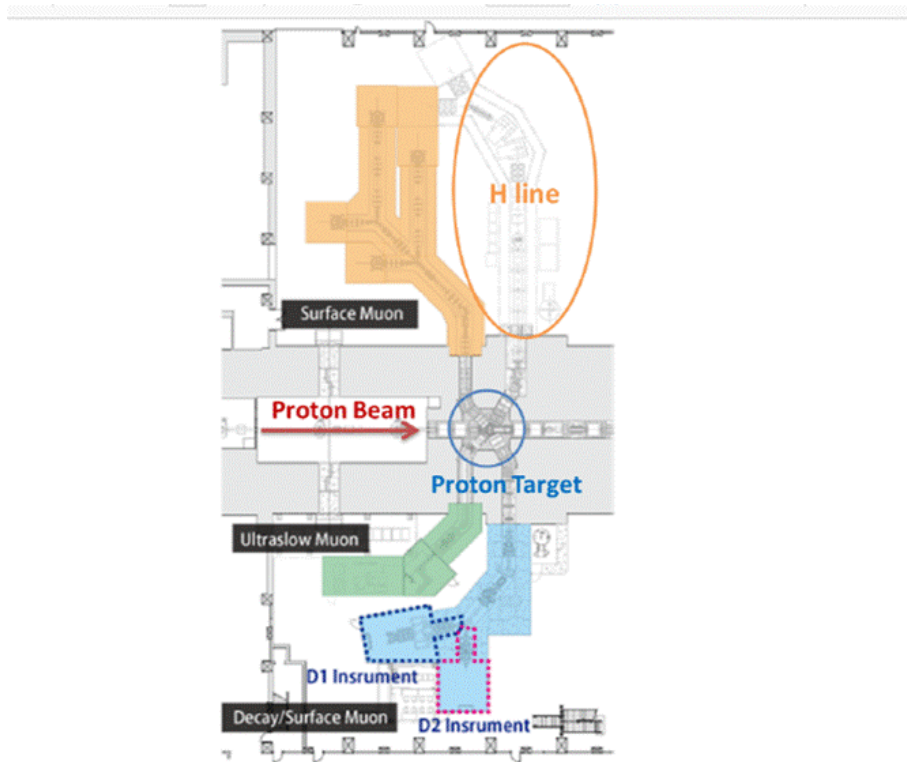 H line
Surface Muon
Proton Beam
Proton Target
Ultraslow Muon
D1 Insrument
Decay/Surface Muon
D2 Insrument